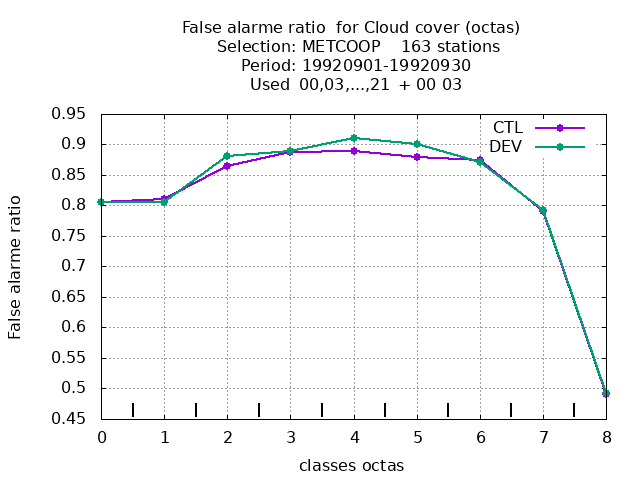 False alarme ratio  for Cloud cover (octas)
Selection: METCOOP    163 stations
Period: 19920901-19920930
Used  00,03,...,21  + 00 03
CTL
DEV
0.95
0.9
0.85
0.8
0.75
0.7
0.65
0.6
0.55
0.5
0.45
False alarme ratio
0 1 2 3 4 5 6 7 8
classes octas